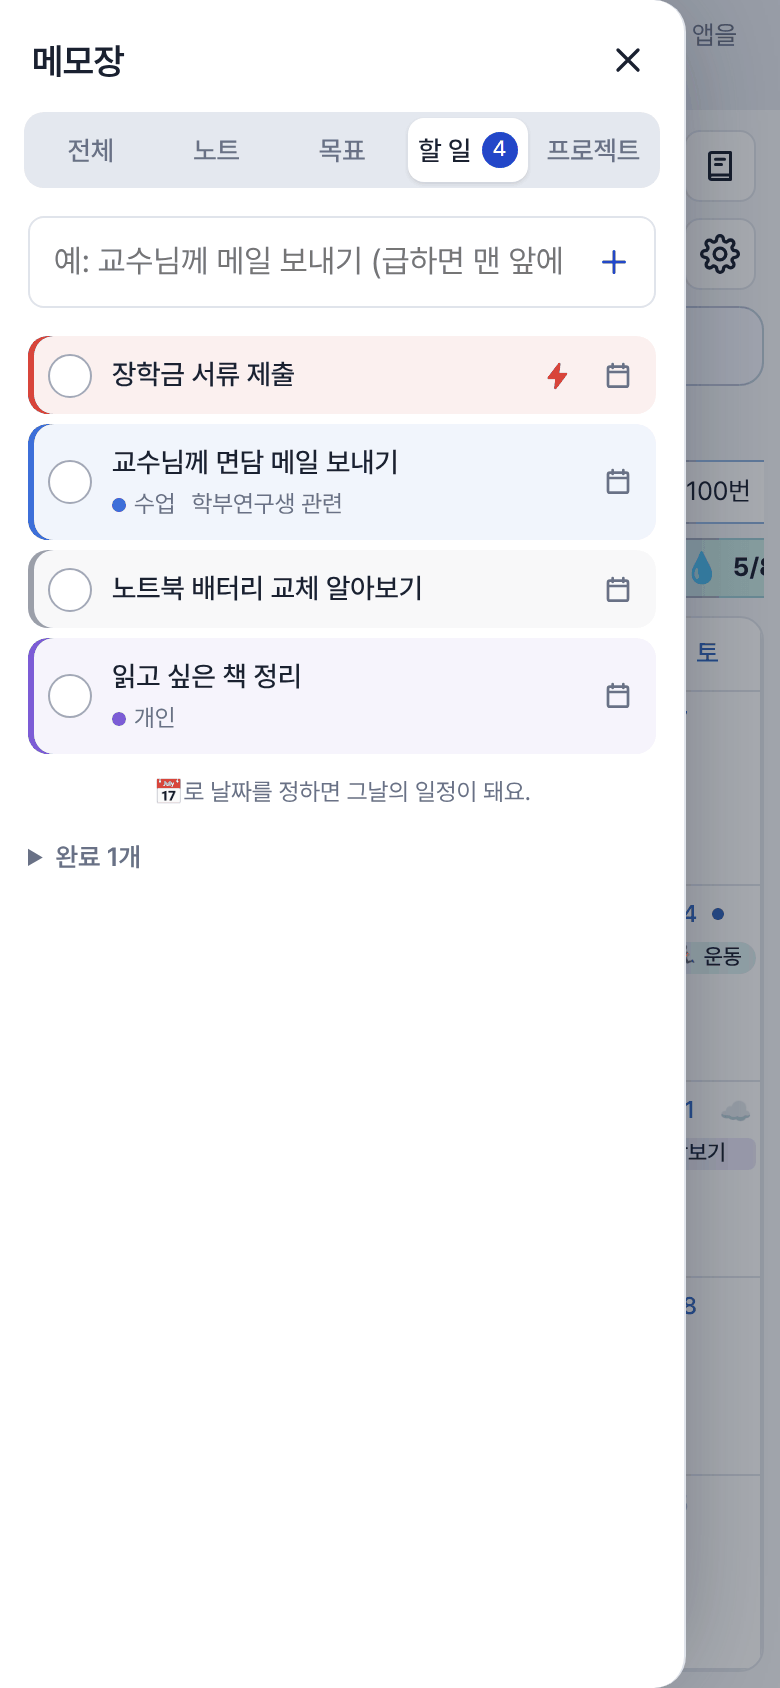 메모장
앱을
전체 노트 목표 할 일 4 프로젝트
예: 교수님께 메일 보내기 (급하면 맨 앞에
장학금 서류 제출
교수님께 면담 메일 보내기
수업 학부연구생 관련
100번
노트북 배터리 교체 알아보기
5/8
읽고 싶은 책 정리
개인
토
📅로 날짜를 정하면 그날의 일정이 돼요.
완료 1개
4
운동
1
보기
8